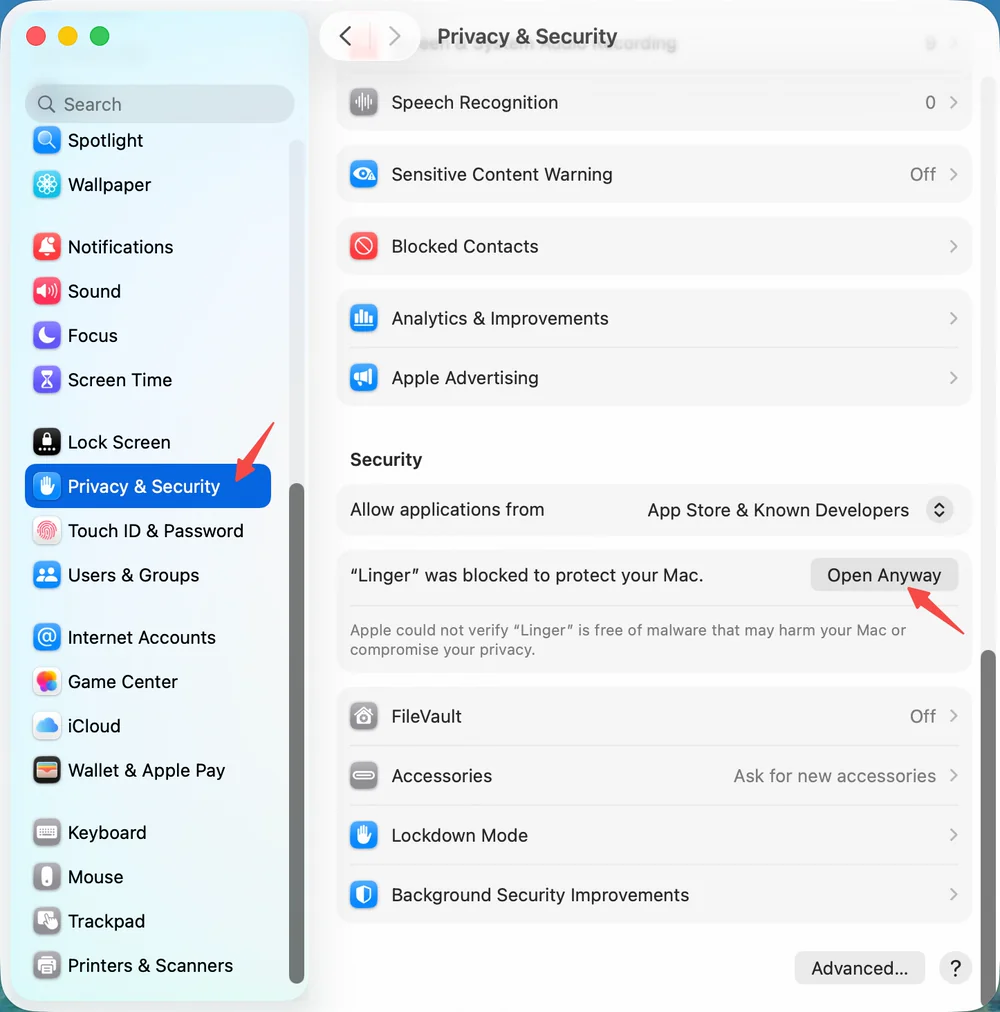 Search
Spotlight
Wallpaper
Notifications
Sound
Focus
Screen Time
Lock Screen
Privacy & Security
Touch ID & Password
Users & Groups
Internet Accounts
Game Center
iCloud
Wallet & Apple Pay
Keyboard
Mouse
Trackpad
Printers & Scanners
Privacy & Security
Speech Recognition 0
Sensitive Content Warning Off
Blocked Contacts
Analytics & Improvements
Apple Advertising
Security
Allow applications from App Store & Known Developers
“Linger” was blocked to protect your Mac. Open Anyway
Apple could not verify “Linger” is free of malware that may harm your Mac or
compromise your privacy.
FileVault Off
Accessories Ask for new accessories
Lockdown Mode
Background Security Improvements
Advanced... ?